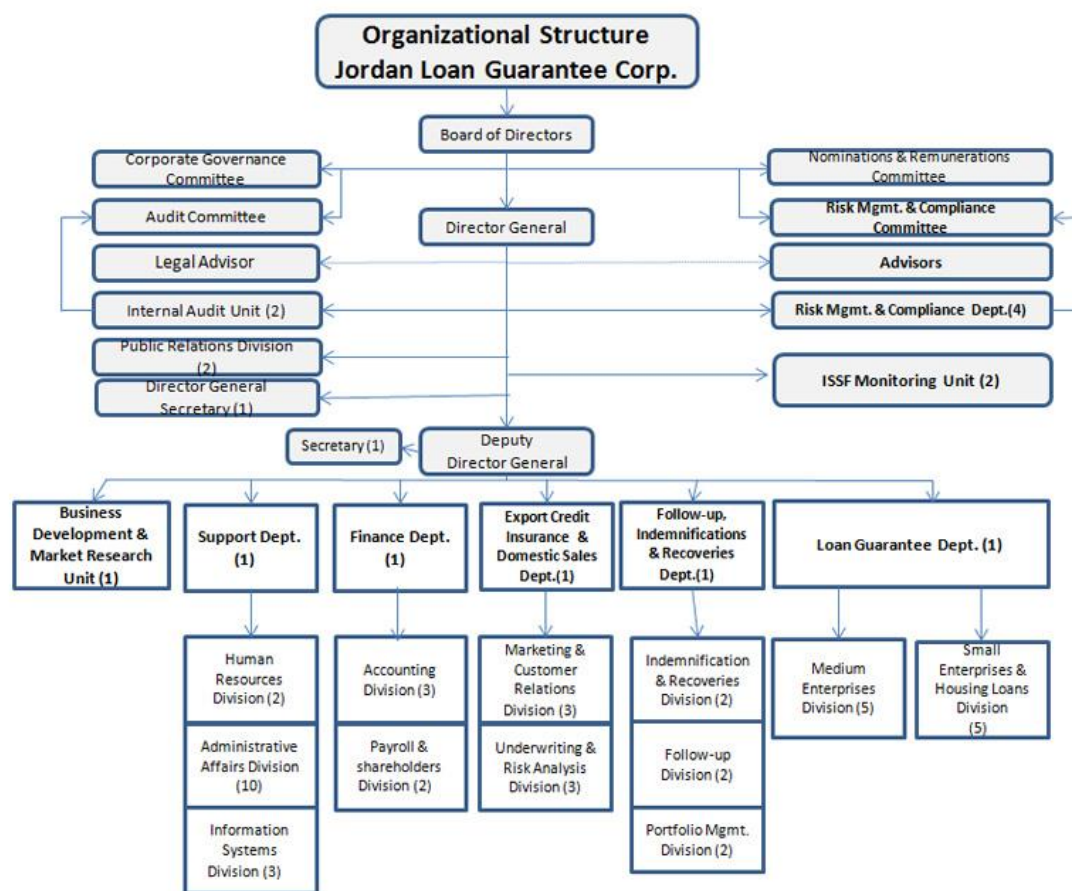 Organizational Structure
Jordan Loan Guarantee Corp.
Board of Directors
Corporate Governance
Committee
Nominations & Remunerations
Committee
Audit Committee
Director General
Risk Mgmt. & Compliance
Committee
Legal Advisor
Advisors
Internal Audit Unit (2)
Risk Mgmt. & Compliance Dept.(4)
Public Relations Division
(2)
ISSF Monitoring Unit (2)
Director General
Secretary (1)
Secretary (1)
Deputy
Director General
Business
Development &
Market Research
Unit (1)
Support Dept.
(1)
Finance Dept.
(1)
Export Credit
Insurance &
Domestic Sales
Dept.(1)
Follow-up,
Indemnifications
& Recoveries
Dept.(1)
Loan Guarantee Dept. (1)
Human
Resources
Division (2)
Accounting
Division (3)
Marketing &
Customer
Relations
Division (3)
Indemnification
& Recoveries
Division (2)
Medium
Enterprises
Division (5)
Small
Enterprises &
Housing Loans
Division
(5)
Administrative
Affairs Division
(10)
Payroll &
shareholders
Division (2)
Underwriting &
Risk Analysis
Division (3)
Follow-up
Division (2)
Information
Systems
Division (3)
Portfolio Mgmt.
Division (2)